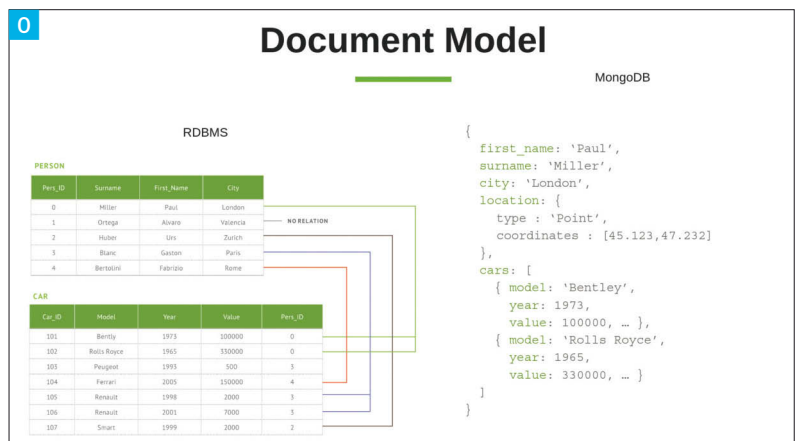 0
Document Model
MongoDB
RDBMS
PERSON
Pers_ID Surname First_Name City
0 Miller Paul London
1 Ortega Alvaro Valencia NO RELATION
2 Huber Urs Zurich
3 Blanc Gaston Paris
4 Bertolini Fabrizio Rome
CAR
Car_ID Model Year Value Pers_ID
101 Bently 1973 100000 0
102 Rolls Royce 1965 330000 0
103 Peugeot 1993 500 3
104 Ferrari 2005 150000 4
105 Renault 1998 2000 3
106 Renault 2001 7000 3
107 Smart 1999 2000 2
{
first_name: ‘Paul’,
surname: ‘Miller’,
city: ‘London’,
location: {
type : ‘Point’,
coordinates : [45.123,47.232]
},
cars: [
{ model: ‘Bentley’,
year: 1973,
value: 100000, … },
{ model: ‘Rolls Royce’,
year: 1965,
value: 330000, … }
]
}